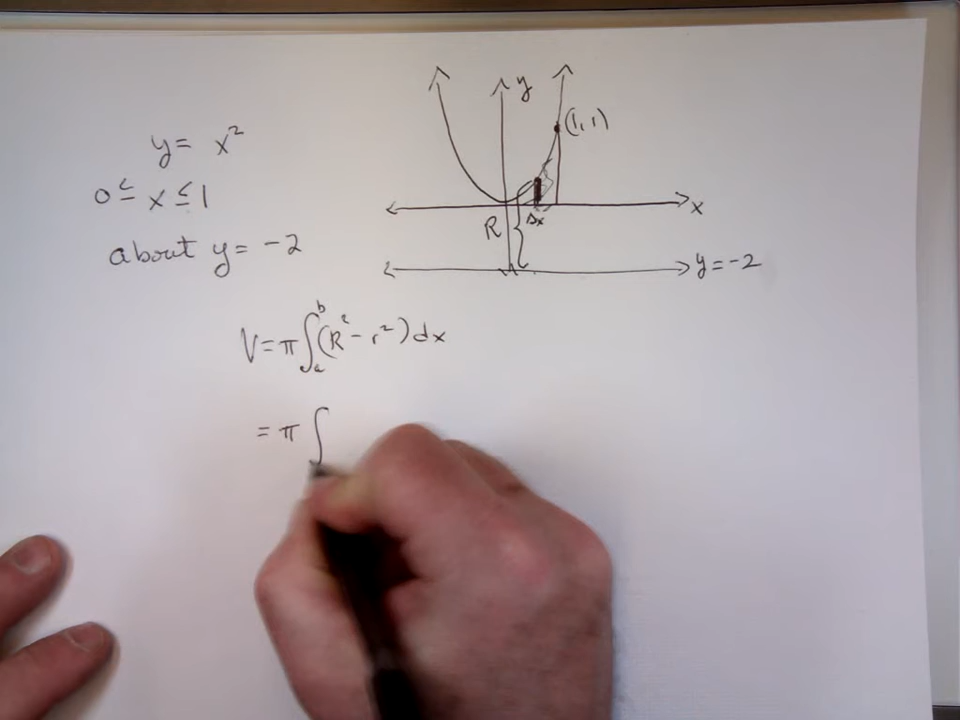 y = x²
0 ≤ x ≤ 1
about y = -2
y
(1, 1)
x
R
Δx
y = -2
V = π ∫ₐᵇ (R² - r²) dx
= π ∫